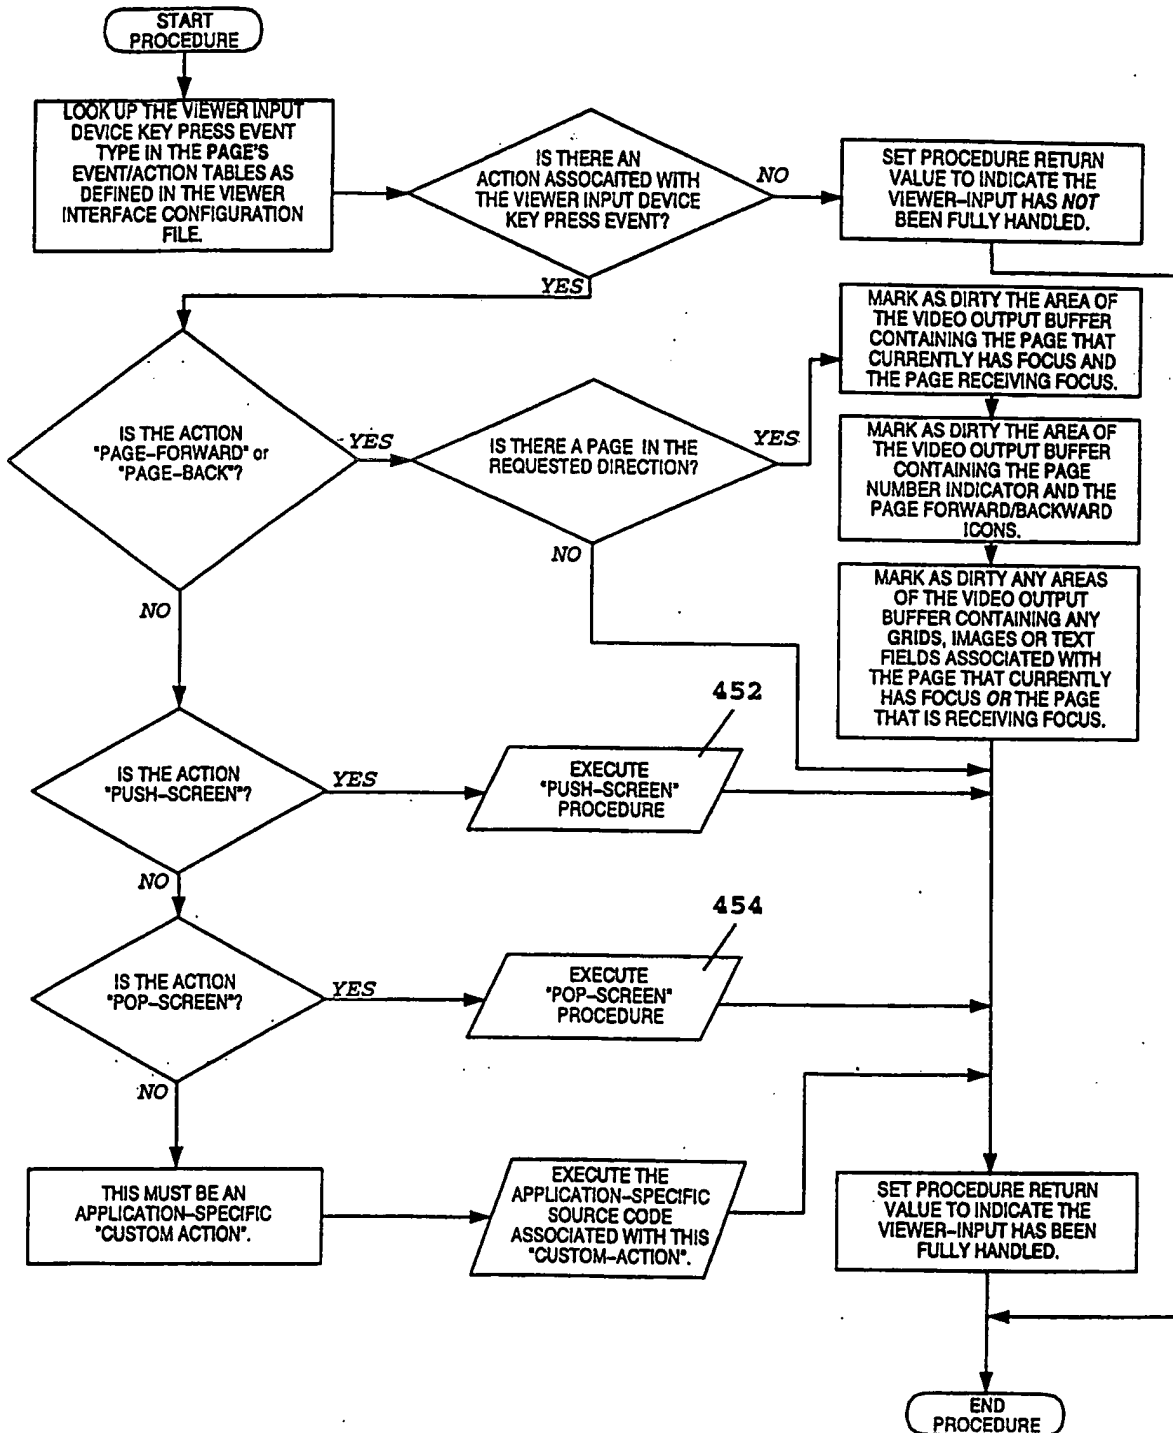 START
PROCEDURE
LOOK UP THE VIEWER INPUT
DEVICE KEY PRESS EVENT
TYPE IN THE PAGE'S
EVENT/ACTION TABLES AS
DEFINED IN THE VIEWER
INTERFACE CONFIGURATION
FILE.
IS THERE AN
ACTION ASSOCAITED WITH
THE VIEWER INPUT DEVICE
KEY PRESS EVENT?
NO
SET PROCEDURE RETURN
VALUE TO INDICATE THE
VIEWER-INPUT HAS NOT
BEEN FULLY HANDLED.
YES
IS THE ACTION
"PAGE-FORWARD" or
"PAGE-BACK"?
YES
IS THERE A PAGE IN THE
REQUESTED DIRECTION?
YES
MARK AS DIRTY THE AREA OF
THE VIDEO OUTPUT BUFFER
CONTAINING THE PAGE THAT
CURRENTLY HAS FOCUS AND
THE PAGE RECEIVING FOCUS.
MARK AS DIRTY THE AREA OF
THE VIDEO OUTPUT BUFFER
CONTAINING THE PAGE
NUMBER INDICATOR AND THE
PAGE FORWARD/BACKWARD
ICONS.
NO
MARK AS DIRTY ANY AREAS
OF THE VIDEO OUTPUT
BUFFER CONTAINING ANY
GRIDS, IMAGES OR TEXT
FIELDS ASSOCIATED WITH
THE PAGE THAT CURRENTLY
HAS FOCUS OR THE PAGE
THAT IS RECEIVING FOCUS.
NO
452
IS THE ACTION
"PUSH-SCREEN"?
YES
EXECUTE
"PUSH-SCREEN"
PROCEDURE
NO
454
IS THE ACTION
"POP-SCREEN"?
YES
EXECUTE
"POP-SCREEN"
PROCEDURE
NO
THIS MUST BE AN
APPLICATION-SPECIFIC
"CUSTOM ACTION".
EXECUTE THE
APPLICATION-SPECIFIC
SOURCE CODE
ASSOCIATED WITH THIS
"CUSTOM-ACTION".
SET PROCEDURE RETURN
VALUE TO INDICATE THE
VIEWER-INPUT HAS BEEN
FULLY HANDLED.
END
PROCEDURE